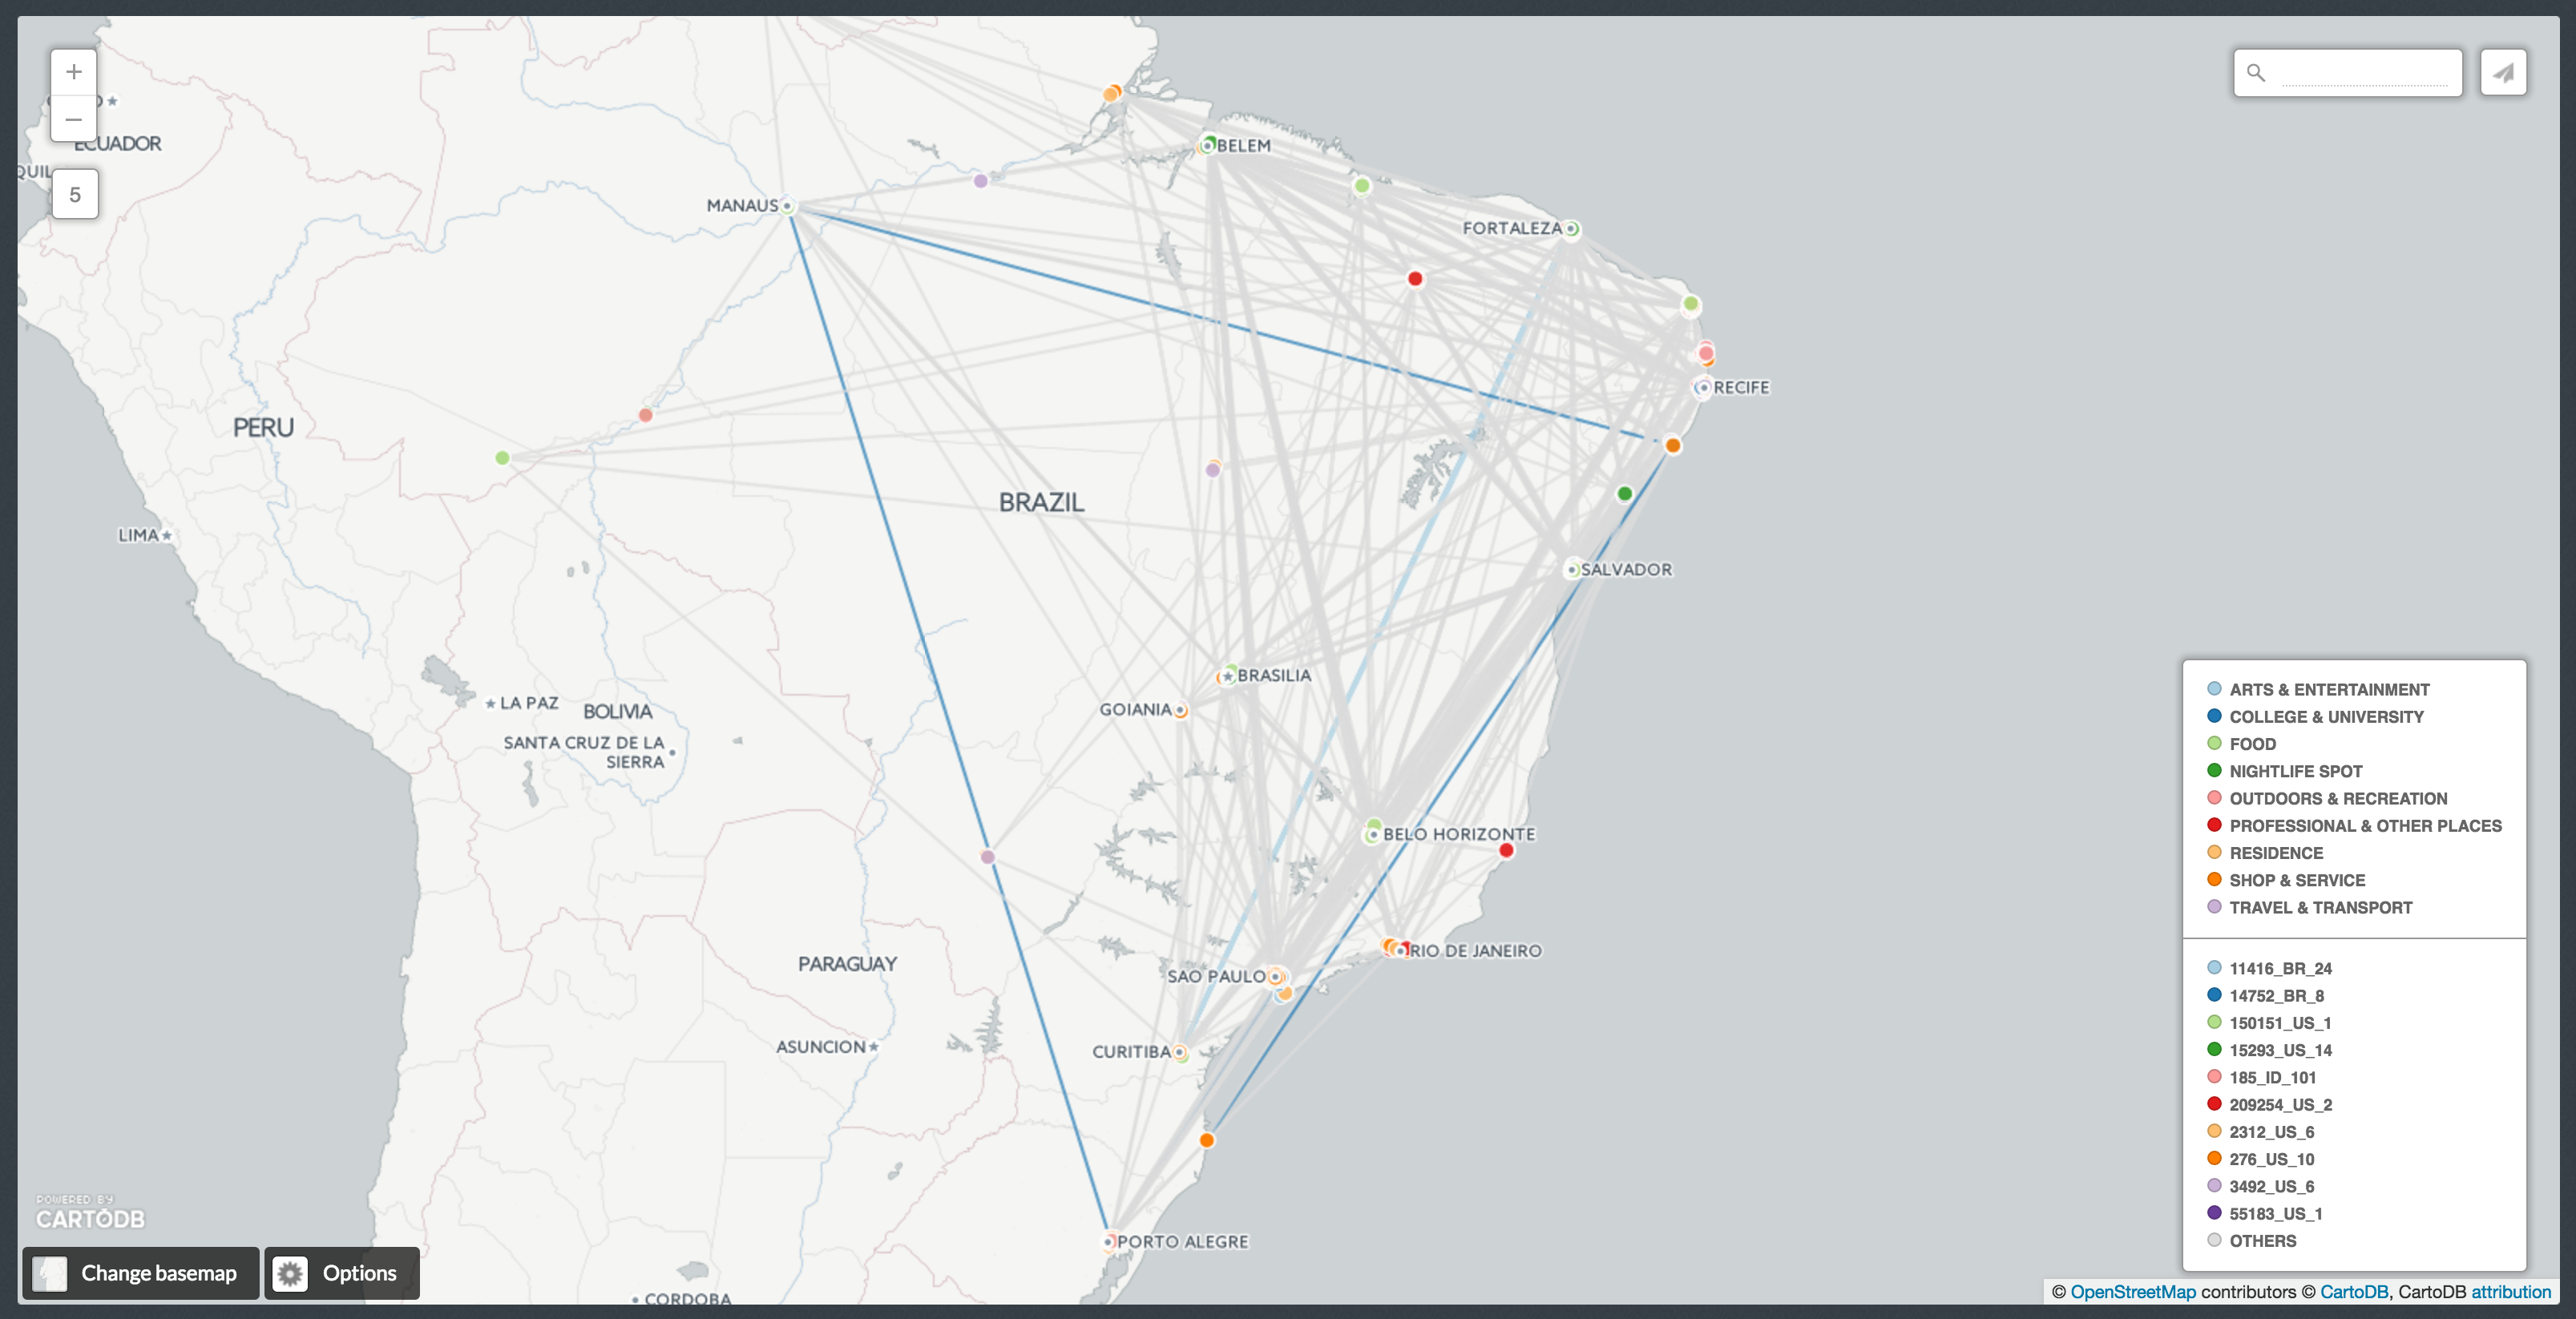 +
−
ECUADOR
5
BELEM
MANAUS
FORTALEZA
RECIFE
PERU
BRAZIL
LIMA
SALVADOR
BRASILIA
LA PAZ
BOLIVIA
GOIANIA
SANTA CRUZ DE LA
SIERRA
BELO HORIZONTE
PARAGUAY
RIO DE JANEIRO
SAO PAULO
ASUNCION
CURITIBA
PORTO ALEGRE
CORDOBA
ARTS & ENTERTAINMENT
COLLEGE & UNIVERSITY
FOOD
NIGHTLIFE SPOT
OUTDOORS & RECREATION
PROFESSIONAL & OTHER PLACES
RESIDENCE
SHOP & SERVICE
TRAVEL & TRANSPORT
11416_BR_24
14752_BR_8
150151_US_1
15293_US_14
185_ID_101
209254_US_2
2312_US_6
276_US_10
3492_US_6
55183_US_1
OTHERS
POWERED BY
CARTODB
Change basemap
Options
© OpenStreetMap contributors © CartoDB, CartoDB attribution